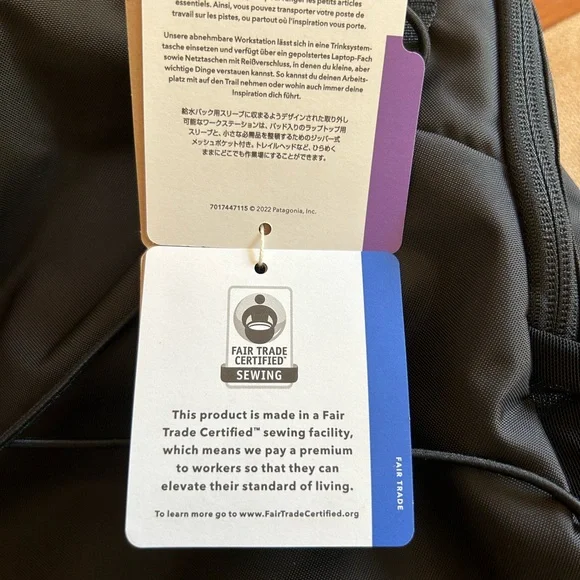 essentiels. Ainsi, vous pouvez transporter votre poste de
travail sur les pistes, ou partout où l'inspiration vous porte.
Unsere abnehmbare Workstation lässt sich in eine Trinksystem-
tasche einsetzen und verfügt über ein gepolstertes Laptop-Fach
sowie Netztaschen mit Reißverschluss, in denen du kleine, aber
wichtige Dinge verstauen kannst. So kannst du deinen Arbeits-
platz mit auf den Trail nehmen oder wohin auch immer deine
Inspiration dich führt.
給水パック用スリーブに収まるようデザインされた取り外し
可能なワークステーションは、パッド入りのラップトップ用
スリーブと、小さな必需品を整頓するためのジッパー式
メッシュポケット付き。トレイルヘッドなど、ひらめく
ままにどこでも作業場にすることができます。
7017447115 © 2022 Patagonia, Inc.
FAIR TRADE
CERTIFIED™
SEWING
This product is made in a Fair
Trade Certified™ sewing facility,
which means we pay a premium
to workers so that they can
elevate their standard of living.
To learn more go to www.FairTradeCertified.org
FAIR TRADE